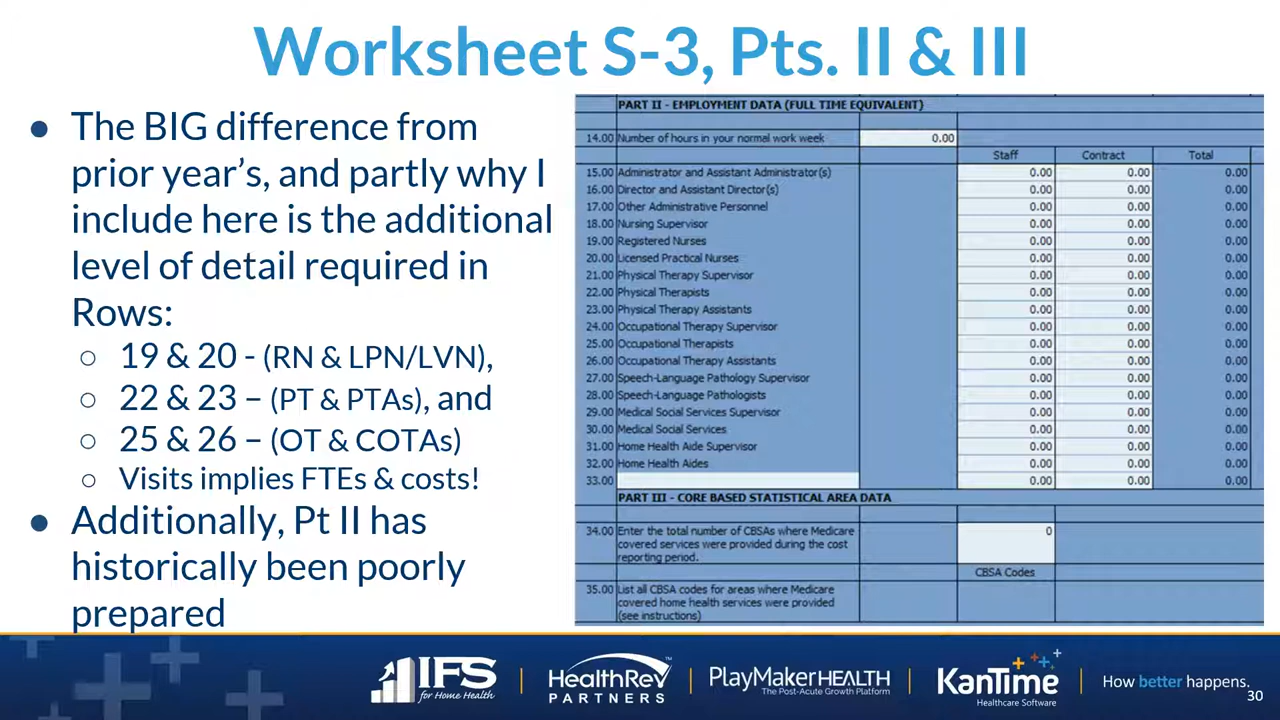 Worksheet S-3, Pts. II & III
● The BIG difference from
prior year’s, and partly why I
include here is the additional
level of detail required in
Rows:
○ 19 & 20 - (RN & LPN/LVN),
○ 22 & 23 – (PT & PTAs), and
○ 25 & 26 – (OT & COTAs)
○ Visits implies FTEs & costs!
● Additionally, Pt II has
historically been poorly
prepared
PART II - EMPLOYMENT DATA (FULL TIME EQUIVALENT)
14.00 Number of hours in your normal work week 0.00
Staff Contract Total
15.00 Administrator and Assistant Administrator(s) 0.00 0.00 0.00
16.00 Director and Assistant Director(s) 0.00 0.00 0.00
17.00 Other Administrative Personnel 0.00 0.00 0.00
18.00 Nursing Supervisor 0.00 0.00 0.00
19.00 Registered Nurses 0.00 0.00 0.00
20.00 Licensed Practical Nurses 0.00 0.00 0.00
21.00 Physical Therapy Supervisor 0.00 0.00 0.00
22.00 Physical Therapists 0.00 0.00 0.00
23.00 Physical Therapy Assistants 0.00 0.00 0.00
24.00 Occupational Therapy Supervisor 0.00 0.00 0.00
25.00 Occupational Therapists 0.00 0.00 0.00
26.00 Occupational Therapy Assistants 0.00 0.00 0.00
27.00 Speech-Language Pathology Supervisor 0.00 0.00 0.00
28.00 Speech-Language Pathologists 0.00 0.00 0.00
29.00 Medical Social Services Supervisor 0.00 0.00 0.00
30.00 Medical Social Services 0.00 0.00 0.00
31.00 Home Health Aide Supervisor 0.00 0.00 0.00
32.00 Home Health Aides 0.00 0.00 0.00
33.00 0.00 0.00 0.00
PART III - CORE BASED STATISTICAL AREA DATA
34.00 Enter the total number of CBSAs where Medicare 0
covered services were provided during the cost
reporting period.
CBSA Codes
35.00 List all CBSA codes for areas where Medicare
covered home health services were provided
(see instructions)
IFS
for Home Health
HealthRev™
PARTNERS
PlayMakerHEALTH
The Post-Acute Growth Platform
KanTime
Healthcare Software
How better happens.
30